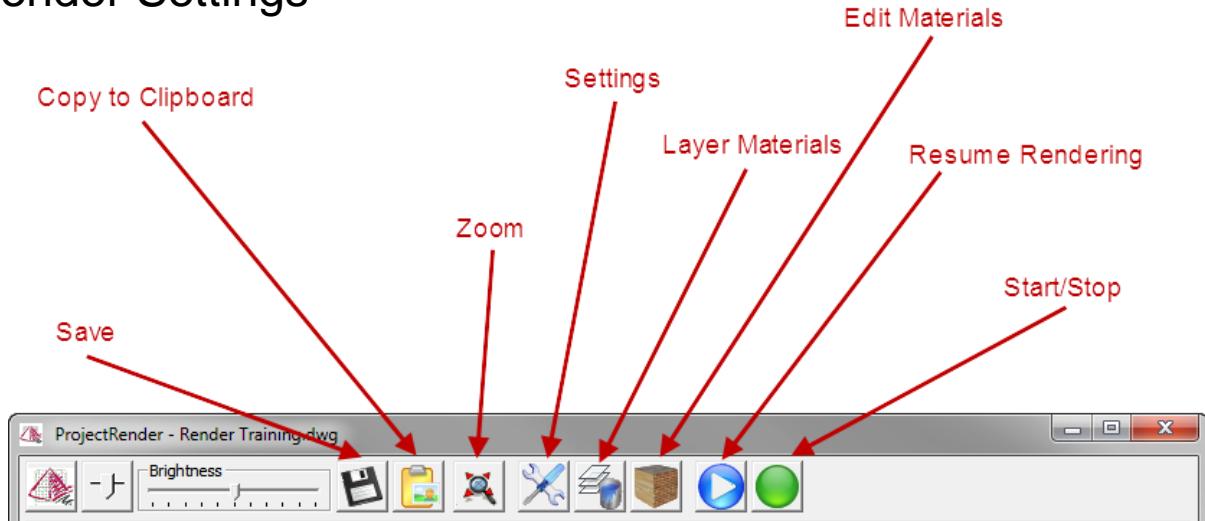 ender Settings
Edit Materials
Settings
Copy to Clipboard
Layer Materials
Resume Rendering
Zoom
Start/Stop
Save
ProjectRender - Render Training.dwg
Brightness